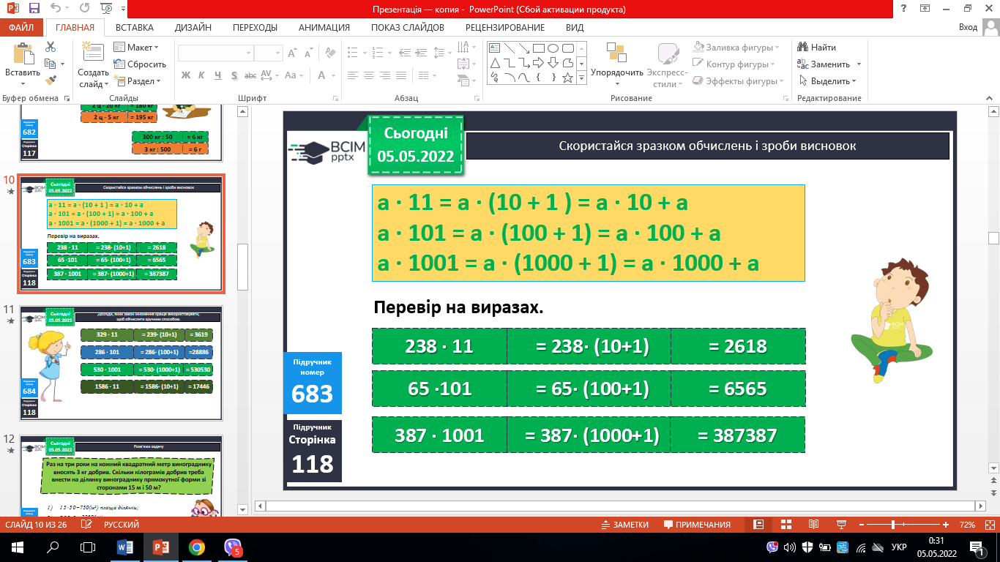 Презентація — копия - PowerPoint (Сбой активации продукта)
ФАЙЛ ГЛАВНАЯ ВСТАВКА ДИЗАЙН ПЕРЕХОДЫ АНИМАЦИЯ ПОКАЗ СЛАЙДОВ РЕЦЕНЗИРОВАНИЕ ВИД Вход
Вставить
Создать слайд
Макет
Сбросить
Раздел
Ж К Ч S abc AV Aa A
Упорядочить
Экспресс-стили
Заливка фигуры
Контур фигуры
Эффекты фигуры
Найти
Заменить
Выделить
Буфер обмена Слайды Шрифт Абзац Рисование Редактирование
2 ц - 20 кг = 180 кг
2 ц - 5 кг = 195 кг
300 кг : 50 = 6 кг
3 кг : 500 = 6 г
682
Сторінка
117
10
Сьогодні
05.05.2022
Скористайся зразком обчислень і зроби висновок
а · 11 = а · (10 + 1 ) = а · 10 + а
а · 101 = а · (100 + 1) = а · 100 + а
а · 1001 = а · (1000 + 1) = а · 1000 + а
Перевір на виразах.
238 · 11 = 238· (10+1) = 2618
65 ·101 = 65· (100+1) = 6565
387 · 1001 = 387· (1000+1) = 387387
683
Сторінка
118
11
Сьогодні
05.05.2022
щоб обчислити зручним способом.
329 · 11 = 239· (10+1) = 3619
286 · 101 = 286· (100+1) =28886
530 · 1001 = 530· (1000+1) = 530530
1586 · 11 = 1586· (10+1) = 17446
684
Сторінка
118
12
Сьогодні
05.05.2022
Розв'яжи задачу
Раз на три роки на кожний квадратний метр винограднику
вносять 3 кг добрив. Скільки кілограмів добрив треба
внести на ділянку винограднику прямокутної форми зі
сторонами 15 м і 50 м?
1) 15·50=750(м²) площа ділянки;
BCIM
pptx
Сьогодні
05.05.2022
Скористайся зразком обчислень і зроби висновок
а · 11 = а · (10 + 1 ) = а · 10 + а
а · 101 = а · (100 + 1) = а · 100 + а
а · 1001 = а · (1000 + 1) = а · 1000 + а
Перевір на виразах.
238 · 11 = 238· (10+1) = 2618
65 ·101 = 65· (100+1) = 6565
387 · 1001 = 387· (1000+1) = 387387
Підручник
номер
683
Підручник
Сторінка
118
СЛАЙД 10 ИЗ 26 РУССКИЙ ЗАМЕТКИ ПРИМЕЧАНИЯ 72%
5 УКР 0:31
05.05.2022 1